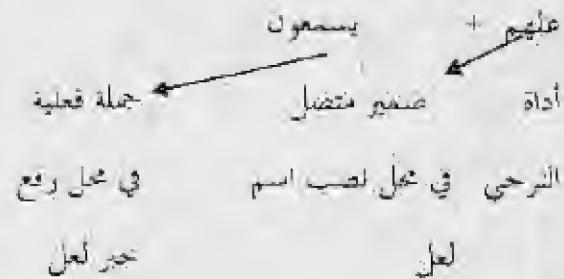 علهم + يسمعون
أداة ضمير متصل جملة فعلية
الترجي في محل نصب اسم في محل رفع
لعل خبر لعل